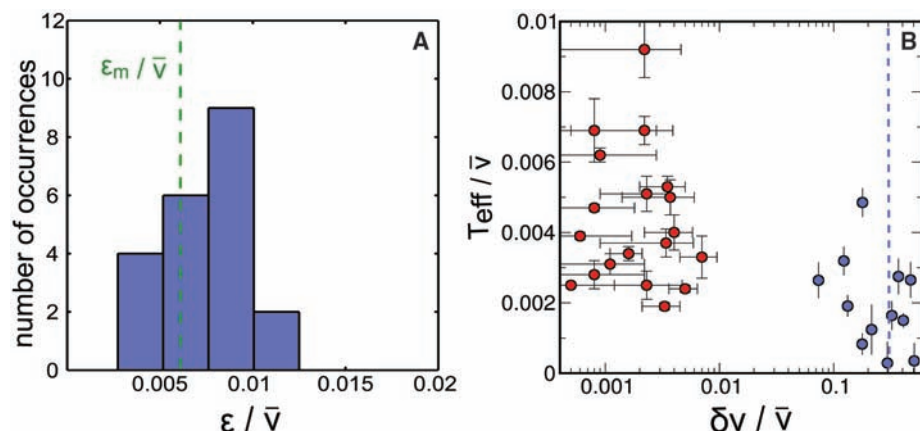 A
εm / v̄
number of occurrences
12
10
8
6
4
2
0
0.005
0.01
0.015
0.02
ε / v̄
B
Teff / v̄
0.01
0.008
0.006
0.004
0.002
0
0.001
0.01
0.1
δv / v̄